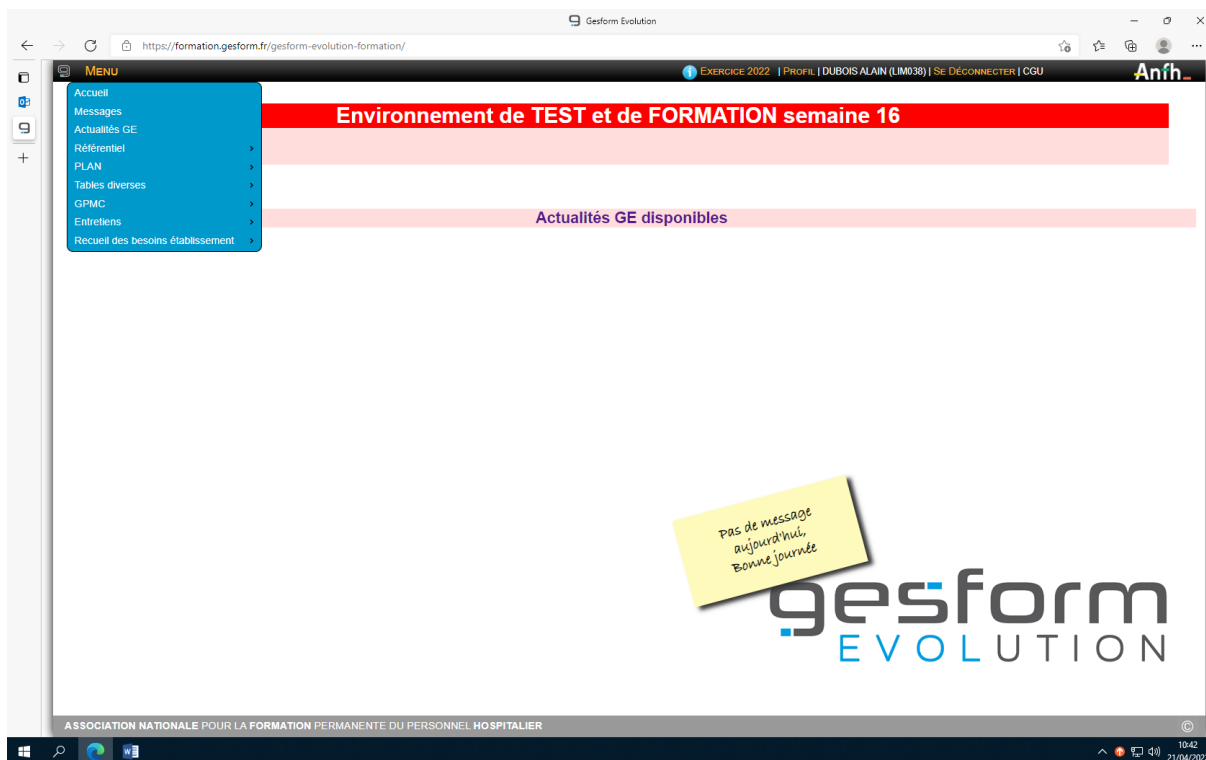 Gesform Evolution
https://formation.gesform.fr/gesform-evolution-formation/
MENU
EXERCICE 2022 | PROFIL | DUBOIS ALAIN (LIM038) | SE DÉCONNECTER | CGU
Anfh_
Accueil
Messages
Actualités GE
Référentiel
PLAN
Tables diverses
GPMC
Entretiens
Recueil des besoins établissement
Environnement de TEST et de FORMATION semaine 16
Actualités GE disponibles
Pas de message
aujourd'hui,
Bonne journée
gesform
EVOLUTION
ASSOCIATION NATIONALE POUR LA FORMATION PERMANENTE DU PERSONNEL HOSPITALIER
©
10:42